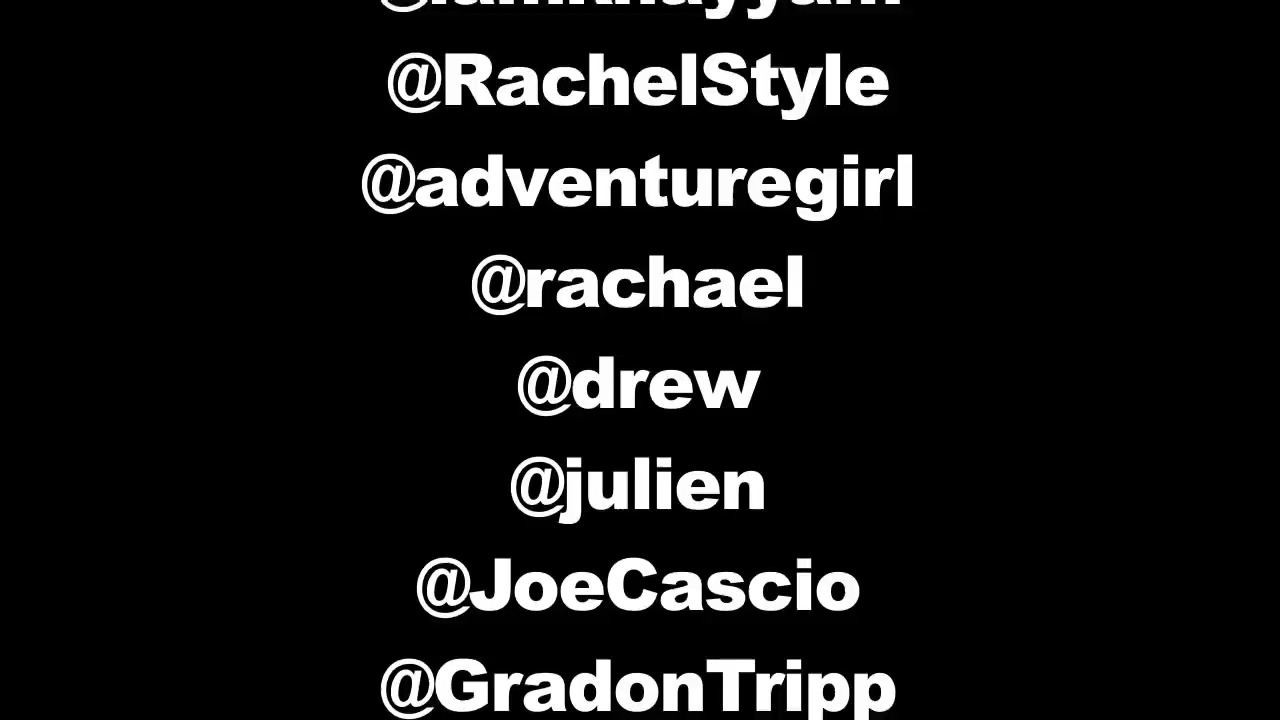 @RachelStyle
@adventuregirl
@rachael
@drew
@julien
@JoeCascio
@GradonTripp